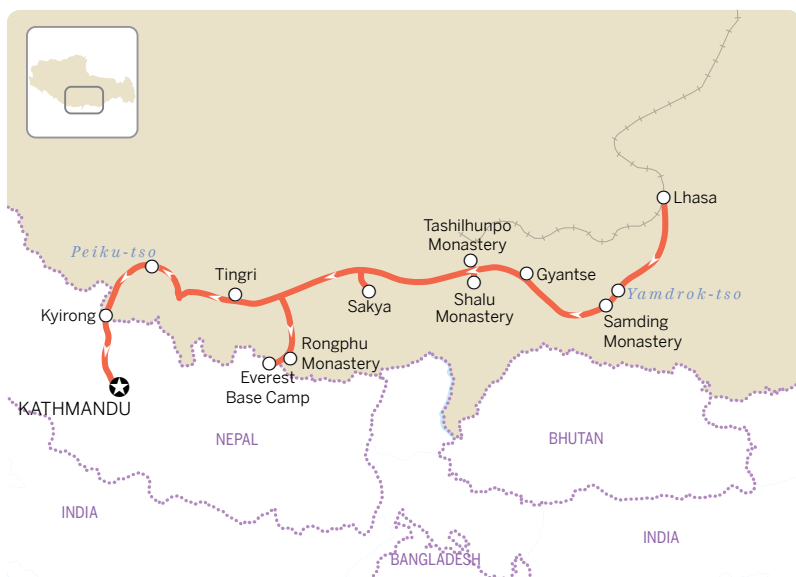 Lhasa
Tashilhunpo
Monastery
Peiku-tso
Tingri
Gyantse
Yamdrok-tso
Sakya
Shalu
Monastery
Kyirong
Samding
Monastery
Rongphu
Monastery
Everest
Base Camp
KATHMANDU
NEPAL
BHUTAN
INDIA
INDIA
BANGLADESH